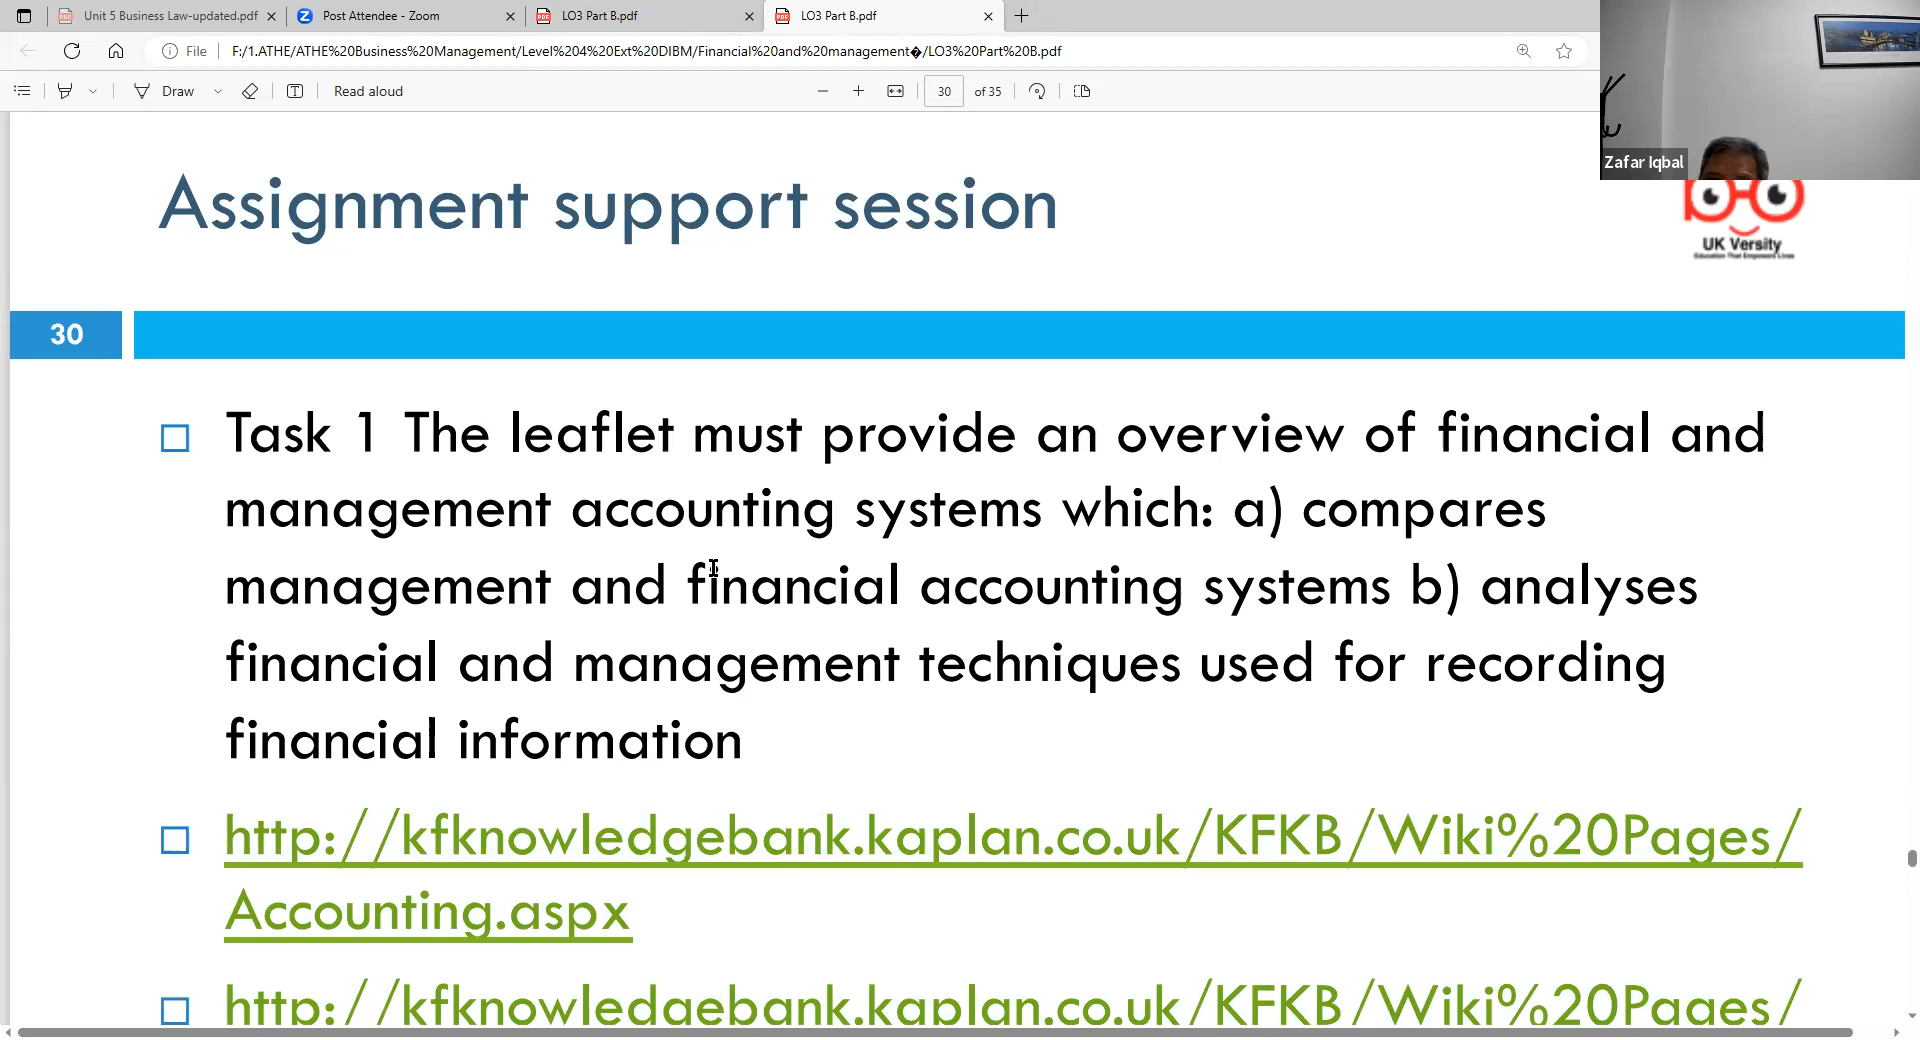 Unit 5 Business Law-updated.pdf
Post Attendee - Zoom
LO3 Part B.pdf
LO3 Part B.pdf
File
F:/1.ATHE/ATHE%20Business%20Management/Level%204%20Ext%20DIBM/Financial%20and%20management�/LO3%20Part%20B.pdf
Draw
Read aloud
30
of 35
Zafar Iqbal
Assignment support session
UK Versity
Education That Empowers Lives
30
Task 1 The leaflet must provide an overview of financial and
management accounting systems which: a) compares
management and financial accounting systems b) analyses
financial and management techniques used for recording
financial information
http://kfknowledgebank.kaplan.co.uk/KFKB/Wiki%20Pages/
Accounting.aspx
http://kfknowledgebank.kaplan.co.uk/KFKB/Wiki%20Pages/